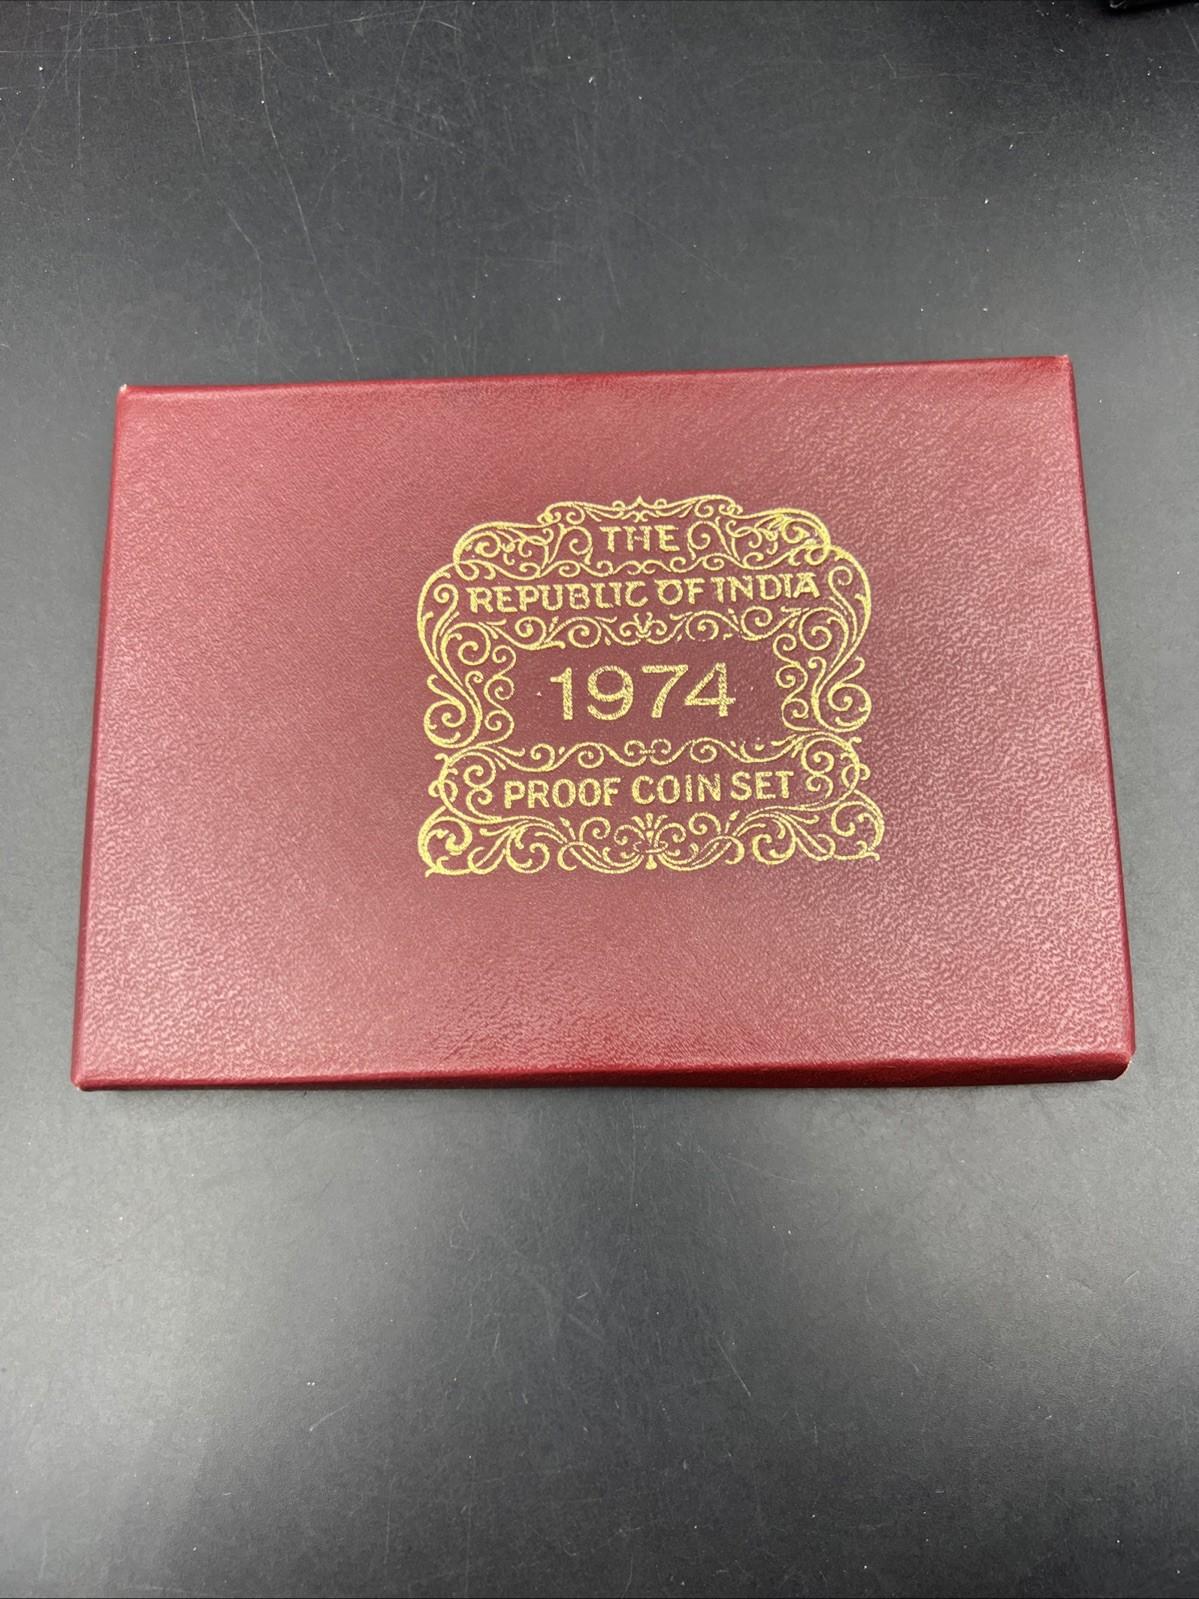 THE
REPUBLIC OF INDIA
1974
PROOF COIN SET